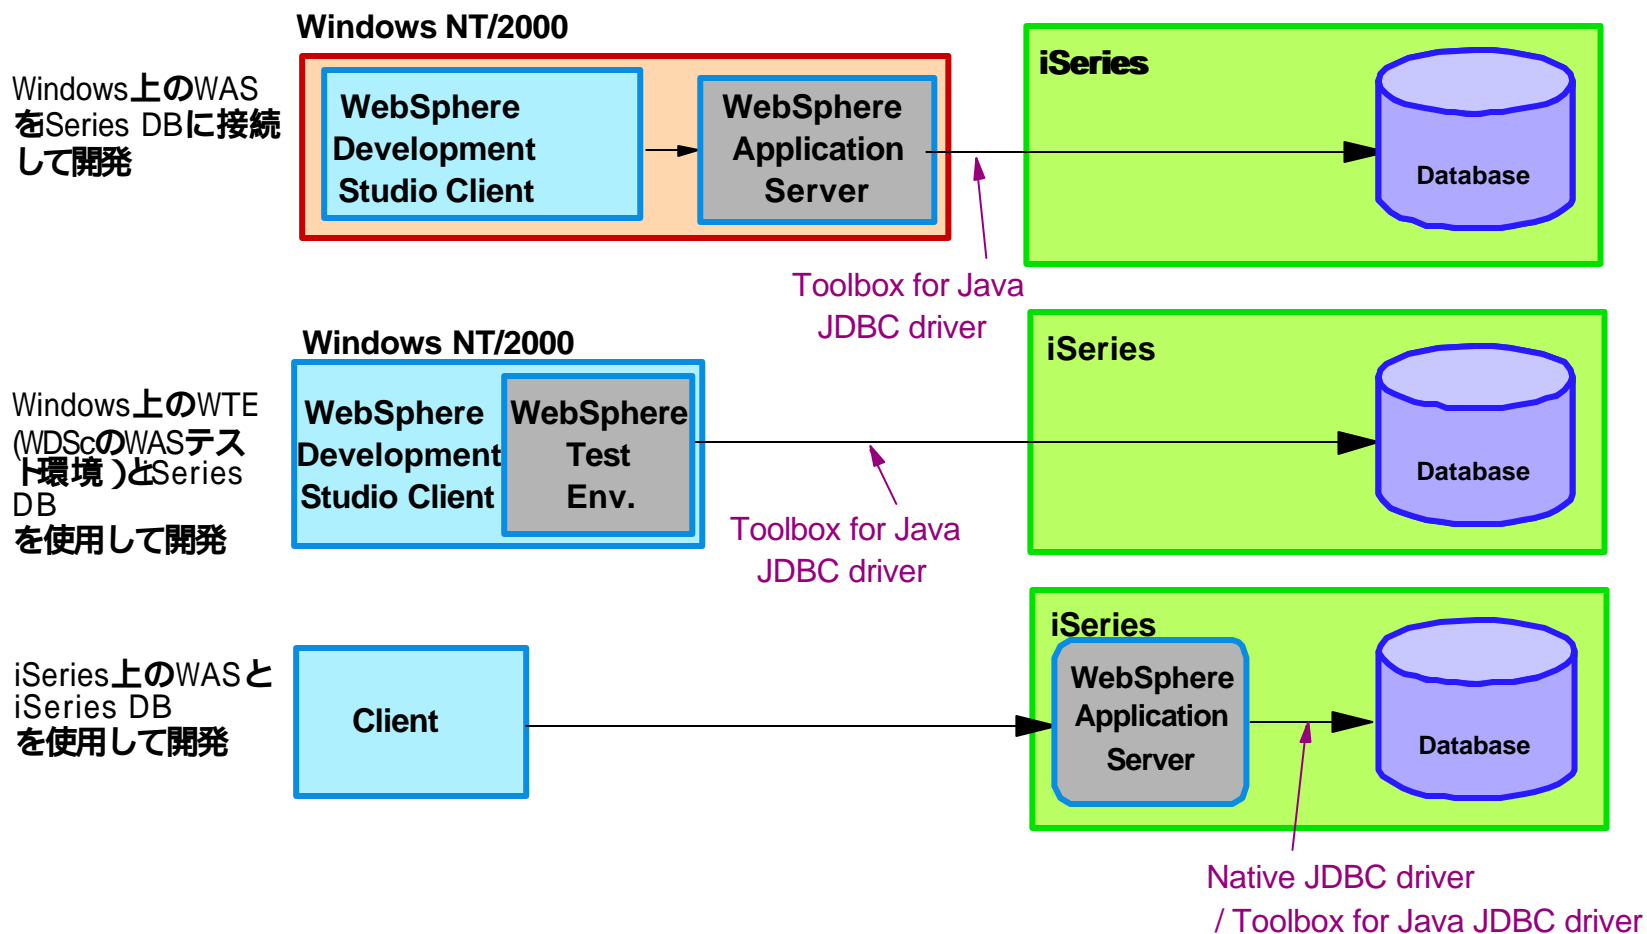 Windows NT/2000
Windows上のWAS
をiSeries DBに接続
して開発
WebSphere
Development
Studio Client
WebSphere
Application
Server
iSeries
Database
Toolbox for Java
JDBC driver
Windows NT/2000
Windows上のWTE
(WDScのWASテス
ト環境)とiSeries
DB
を使用して開発
WebSphere
Development
Studio Client
WebSphere
Test
Env.
iSeries
Database
Toolbox for Java
JDBC driver
iSeries上のWASと
iSeries DB
を使用して開発
Client
iSeries
WebSphere
Application
Server
Database
Native JDBC driver
/ Toolbox for Java JDBC driver